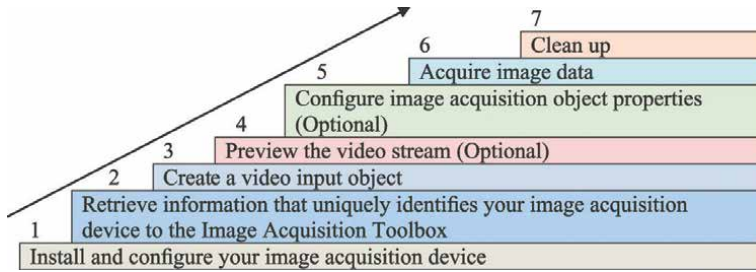 7
Clean up
6
Acquire image data
5
Configure image acquisition object properties
(Optional)
4
Preview the video stream (Optional)
3
Create a video input object
2
Retrieve information that uniquely identifies your image acquisition
device to the Image Acquisition Toolbox
1
Install and configure your image acquisition device